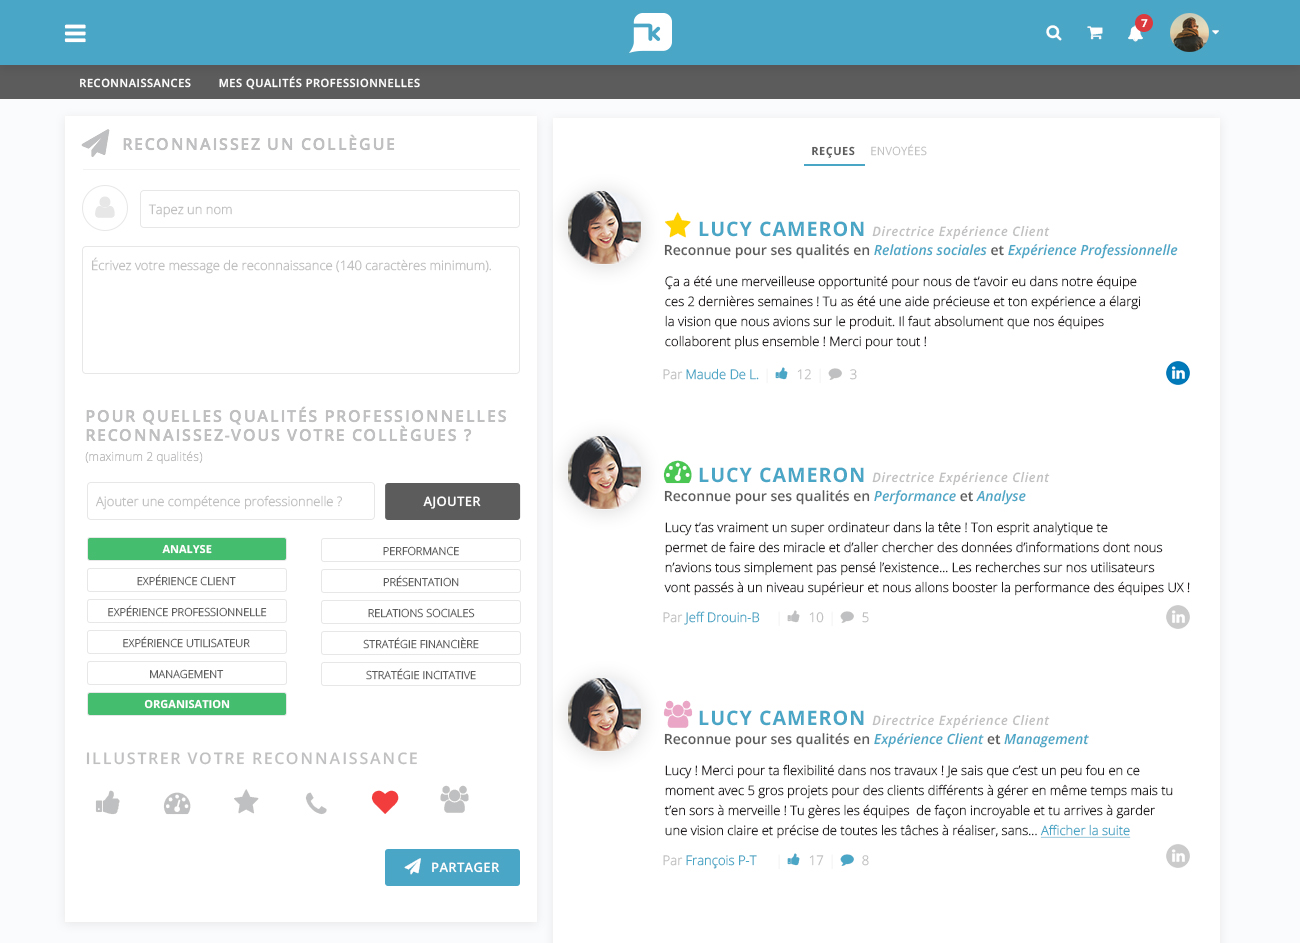 k
7
RECONNAISSANCES
MES QUALITÉS PROFESSIONNELLES
RECONNAISSEZ UN COLLÈGUE
Tapez un nom
Écrivez votre message de reconnaissance (140 caractères minimum).
POUR QUELLES QUALITÉS PROFESSIONNELLES
RECONNAISSEZ-VOUS VOTRE COLLÈGUES ?
(maximum 2 qualités)
Ajouter une compétence professionnelle ?
AJOUTER
ANALYSE
PERFORMANCE
EXPÉRIENCE CLIENT
PRÉSENTATION
EXPÉRIENCE PROFESSIONNELLE
RELATIONS SOCIALES
EXPÉRIENCE UTILISATEUR
STRATÉGIE FINANCIÈRE
MANAGEMENT
STRATÉGIE INCITATIVE
ORGANISATION
ILLUSTRER VOTRE RECONNAISSANCE
PARTAGER
REÇUES
ENVOYÉES
LUCY CAMERON Directrice Expérience Client
Reconnue pour ses qualités en Relations sociales et Expérience Professionnelle
Ça a été une merveilleuse opportunité pour nous de t'avoir eu dans notre équipe
ces 2 dernières semaines ! Tu as été une aide précieuse et ton expérience a élargi
la vision que nous avions sur le produit. Il faut absolument que nos équipes
collaborent plus ensemble ! Merci pour tout !
Par Maude De L. 12 3
in
LUCY CAMERON Directrice Expérience Client
Reconnue pour ses qualités en Performance et Analyse
Lucy t'as vraiment un super ordinateur dans la tête ! Ton esprit analytique te
permet de faire des miracle et d'aller chercher des données d'informations dont nous
n'avions tous simplement pas pensé l'existence... Les recherches sur nos utilisateurs
vont passés à un niveau supérieur et nous allons booster la performance des équipes UX !
Par Jeff Drouin-B 10 5
in
LUCY CAMERON Directrice Expérience Client
Reconnue pour ses qualités en Expérience Client et Management
Lucy ! Merci pour ta flexibilité dans nos travaux ! Je sais que c'est un peu fou en ce
moment avec 5 gros projets pour des clients différents à gérer en même temps mais tu
t'en sors à merveille ! Tu gères les équipes de façon incroyable et tu arrives à garder
une vision claire et précise de toutes les tâches à réaliser, sans... Afficher la suite
Par François P-T 17 8
in